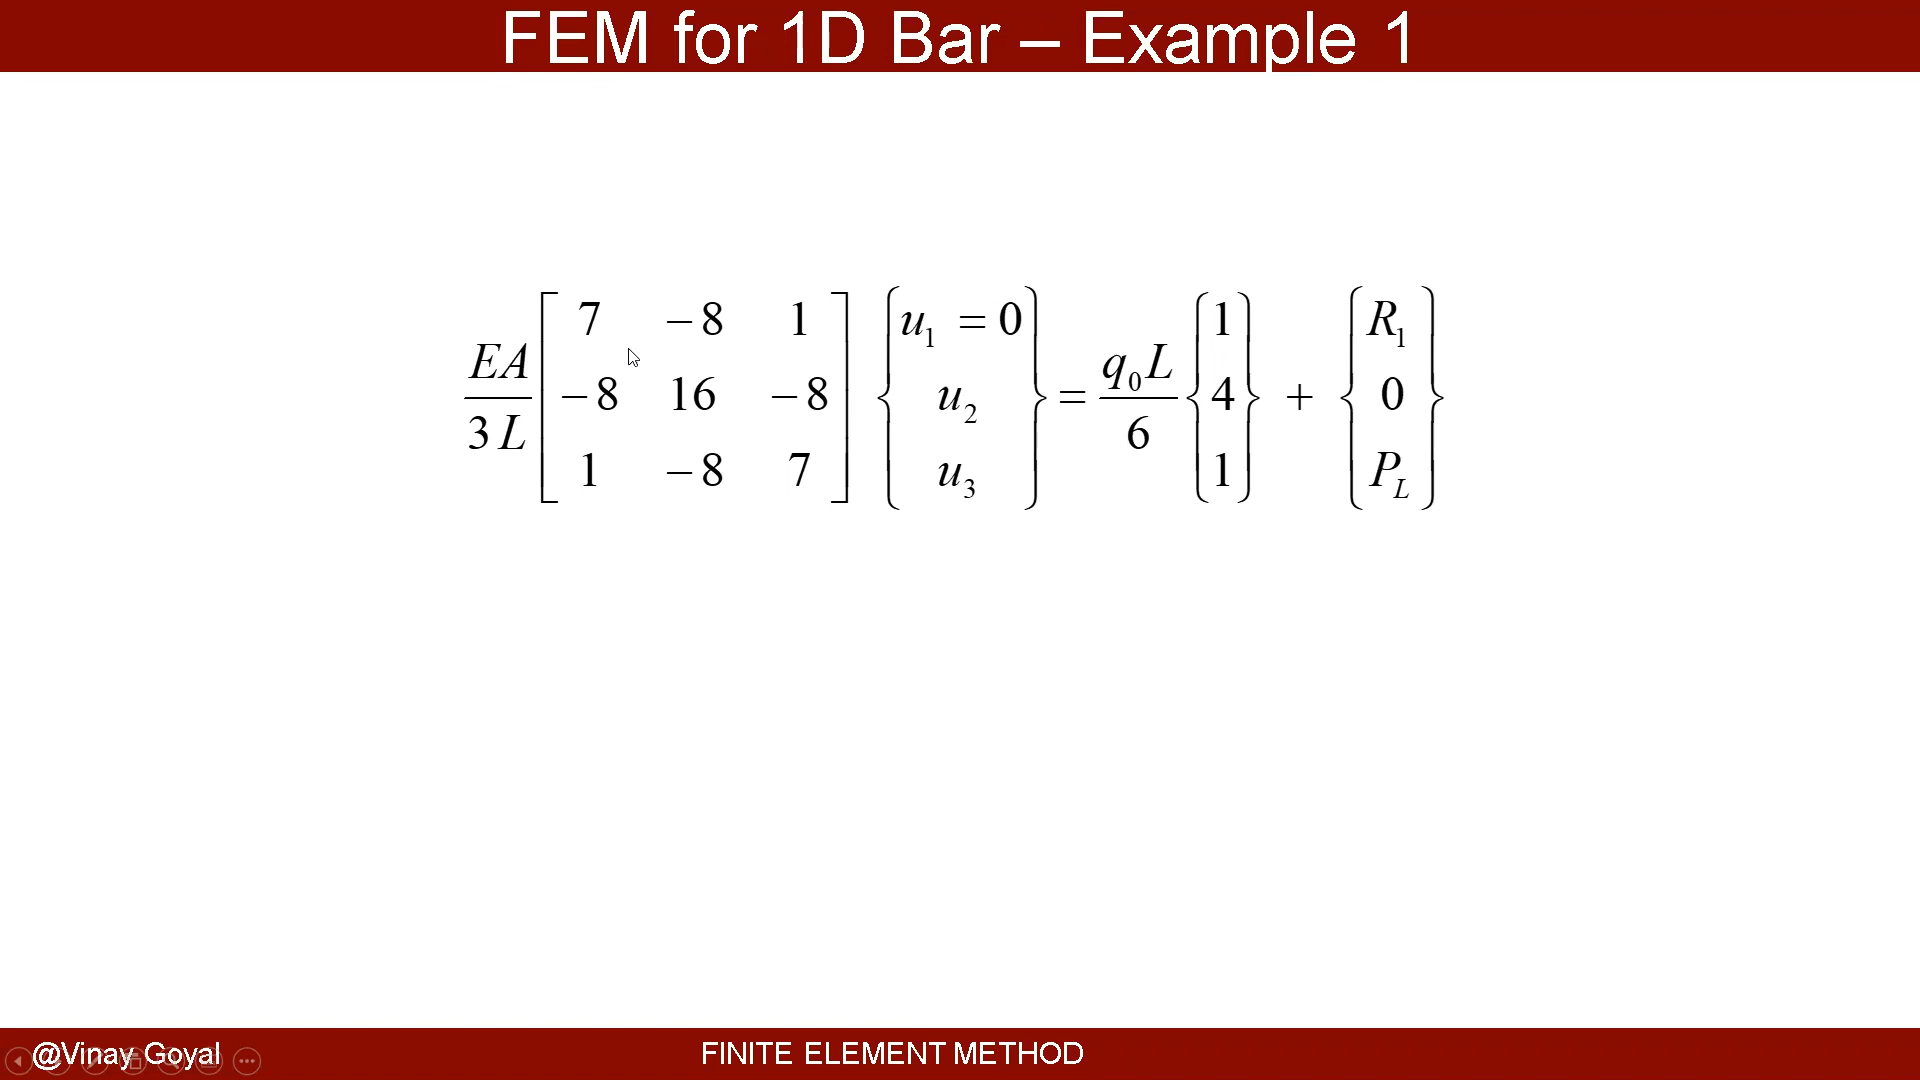 FEM for 1D Bar – Example 1
7 −8 1 u₁ = 0 1 R₁
EA/3L −8 16 −8 u₂ = q₀L/6 4 + 0
1 −8 7 u₃ 1 P_L
@Vinay Goyal FINITE ELEMENT METHOD